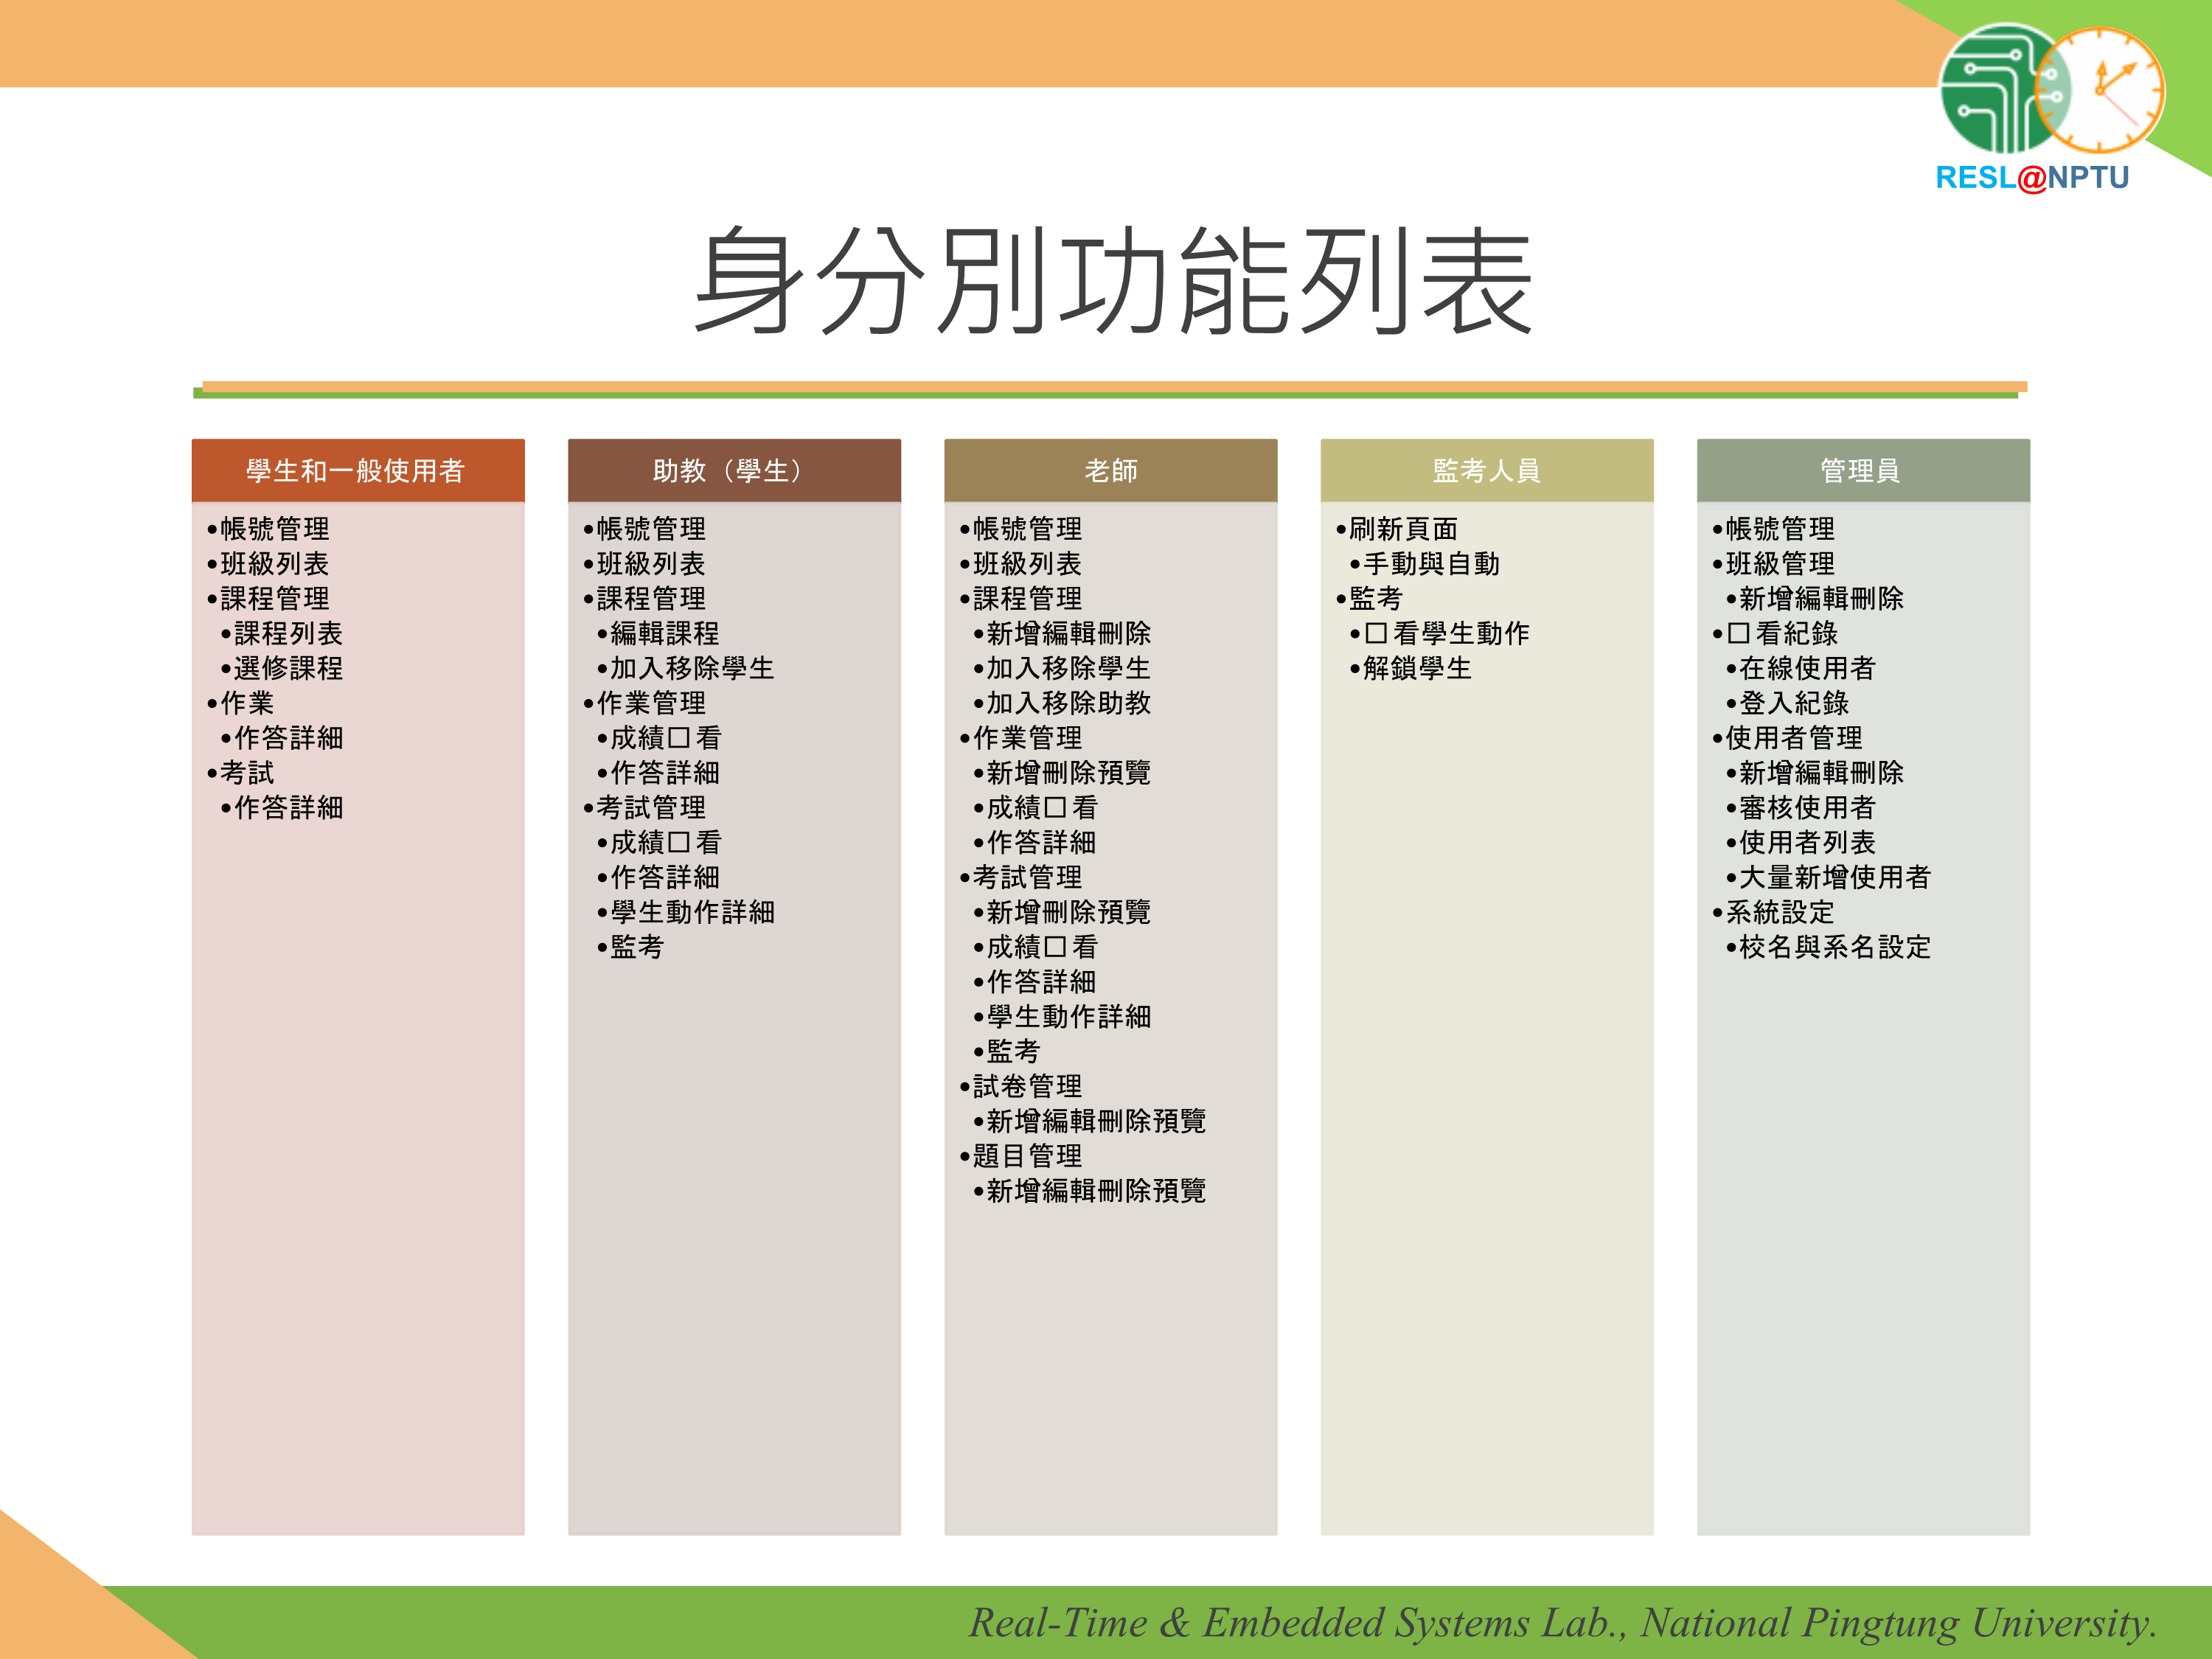 RESL@NPTU
身分別功能列表
學生和一般使用者
•帳號管理
•班級列表
•課程管理
•課程列表
•選修課程
•作業
•作答詳細
•考試
•作答詳細
助教（學生）
•帳號管理
•班級列表
•課程管理
•編輯課程
•加入移除學生
•作業管理
•成績□看
•作答詳細
•考試管理
•成績□看
•作答詳細
•學生動作詳細
•監考
老師
•帳號管理
•班級列表
•課程管理
•新增編輯刪除
•加入移除學生
•加入移除助教
•作業管理
•新增刪除預覽
•成績□看
•作答詳細
•考試管理
•新增刪除預覽
•成績□看
•作答詳細
•學生動作詳細
•監考
•試卷管理
•新增編輯刪除預覽
•題目管理
•新增編輯刪除預覽
監考人員
•刷新頁面
•手動與自動
•監考
•□看學生動作
•解鎖學生
管理員
•帳號管理
•班級管理
•新增編輯刪除
•□看紀錄
•在線使用者
•登入紀錄
•使用者管理
•新增編輯刪除
•審核使用者
•使用者列表
•大量新增使用者
•系統設定
•校名與系名設定
Real-Time & Embedded Systems Lab., National Pingtung University.